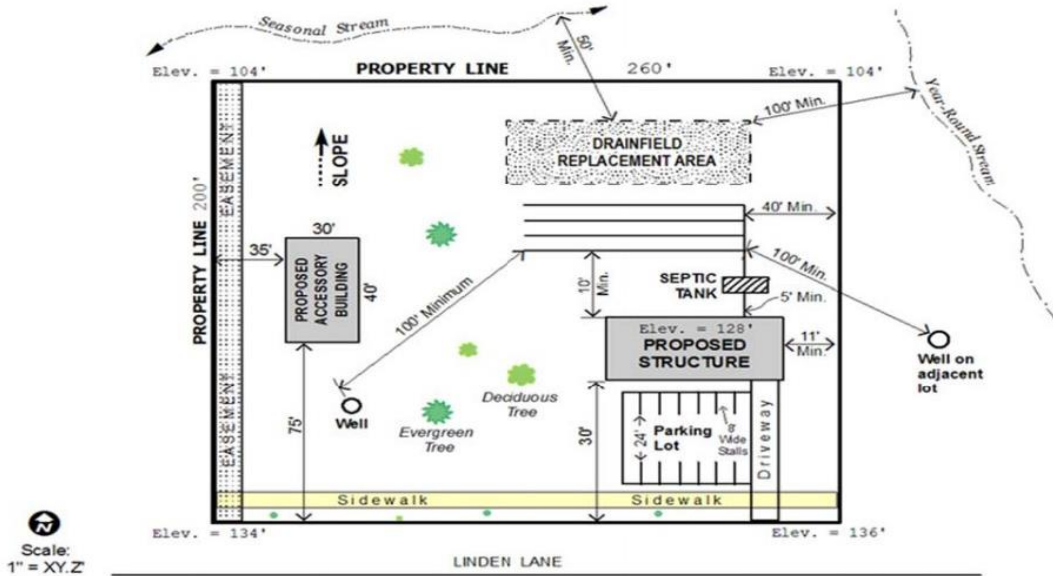 Seasonal Stream
50' Min.
Elev. = 104'
PROPERTY LINE
260'
Elev. = 104'
100' Min.
Year-Round Stream
DRAINFIELD
REPLACEMENT AREA
EASEMENT
SLOPE
PROPERTY LINE 200'
40' Min.
30'
35'
PROPOSED
ACCESSORY
BUILDING
40'
100' Minimum
10' Min.
SEPTIC
TANK
100' Min.
5' Min.
Elev. = 128'
PROPOSED
STRUCTURE
11'
Min.
Well on
adjacent
lot
75'
Well
Deciduous
Tree
Evergreen
Tree
30'
24'
Parking
Lot
8'
Wide
Stalls
Driveway
EASEMENT
Sidewalk
Sidewalk
N
Scale:
1" = XY.Z'
Elev. = 134'
Elev. = 136'
LINDEN LANE